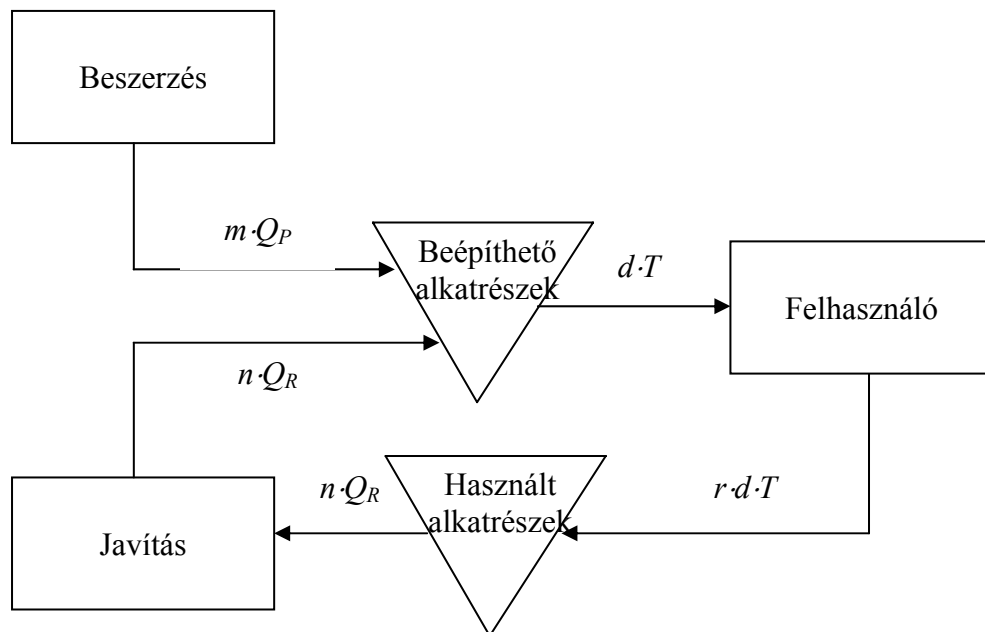 Beszerzés
m·Q_P
Beépíthető
alkatrészek
d·T
Felhasználó
n·Q_R
Használt
alkatrészek
n·Q_R
r·d·T
Javítás